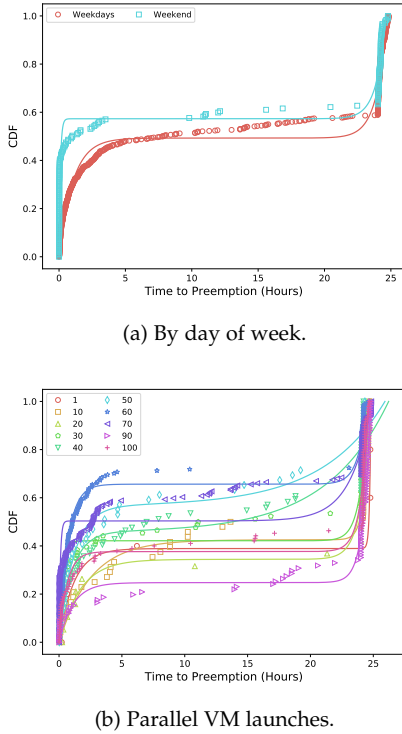 Weekdays Weekend
1.0
0.8
0.6
0.4
0.2
0.0
CDF
0 5 10 15 20 25
Time to Preemption (Hours)
(a) By day of week.
1 50
10 60
20 70
30 90
40 100
1.0
0.8
0.6
0.4
0.2
0.0
CDF
0 5 10 15 20 25
Time to Preemption (Hours)
(b) Parallel VM launches.